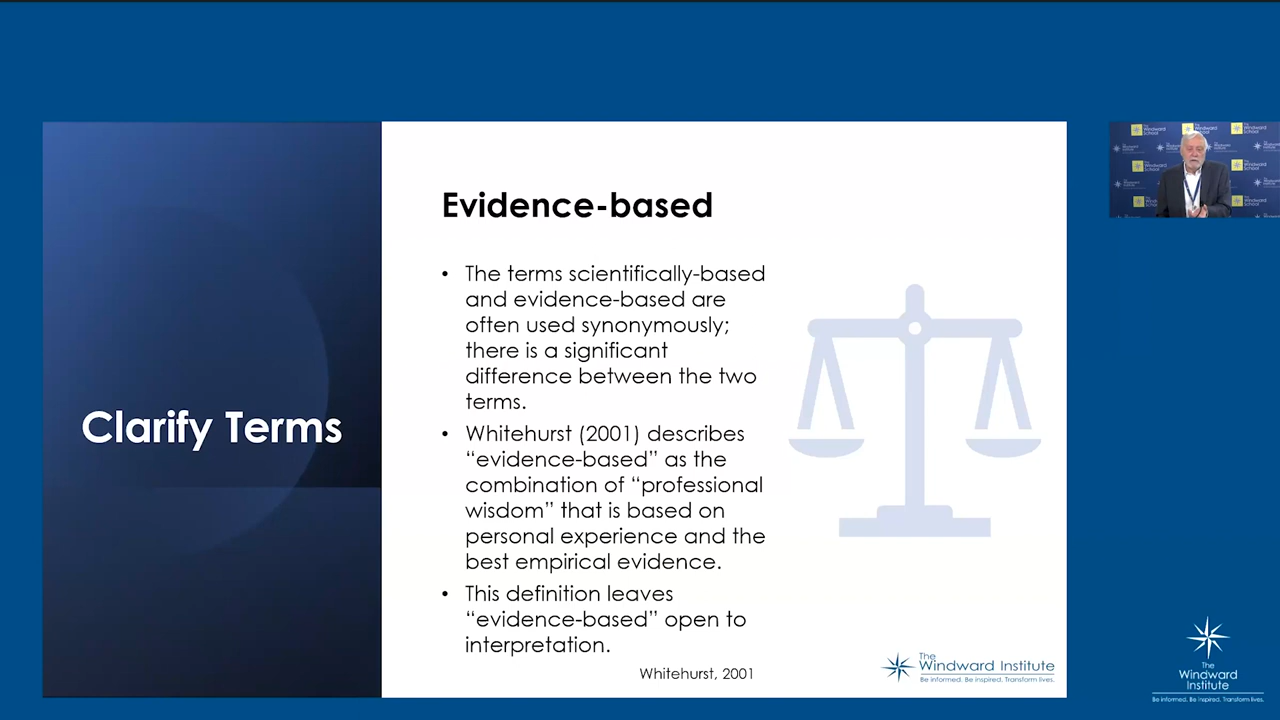 Clarify Terms
Evidence-based
• The terms scientifically-based
and evidence-based are
often used synonymously;
there is a significant
difference between the two
terms.
• Whitehurst (2001) describes
“evidence-based” as the
combination of “professional
wisdom” that is based on
personal experience and the
best empirical evidence.
• This definition leaves
“evidence-based” open to
interpretation.
Whitehurst, 2001
The
Windward Institute
Be informed. Be inspired. Transform lives.
The
Windward
School
The
Windward
Institute
Be informed. Be inspired. Transform lives.